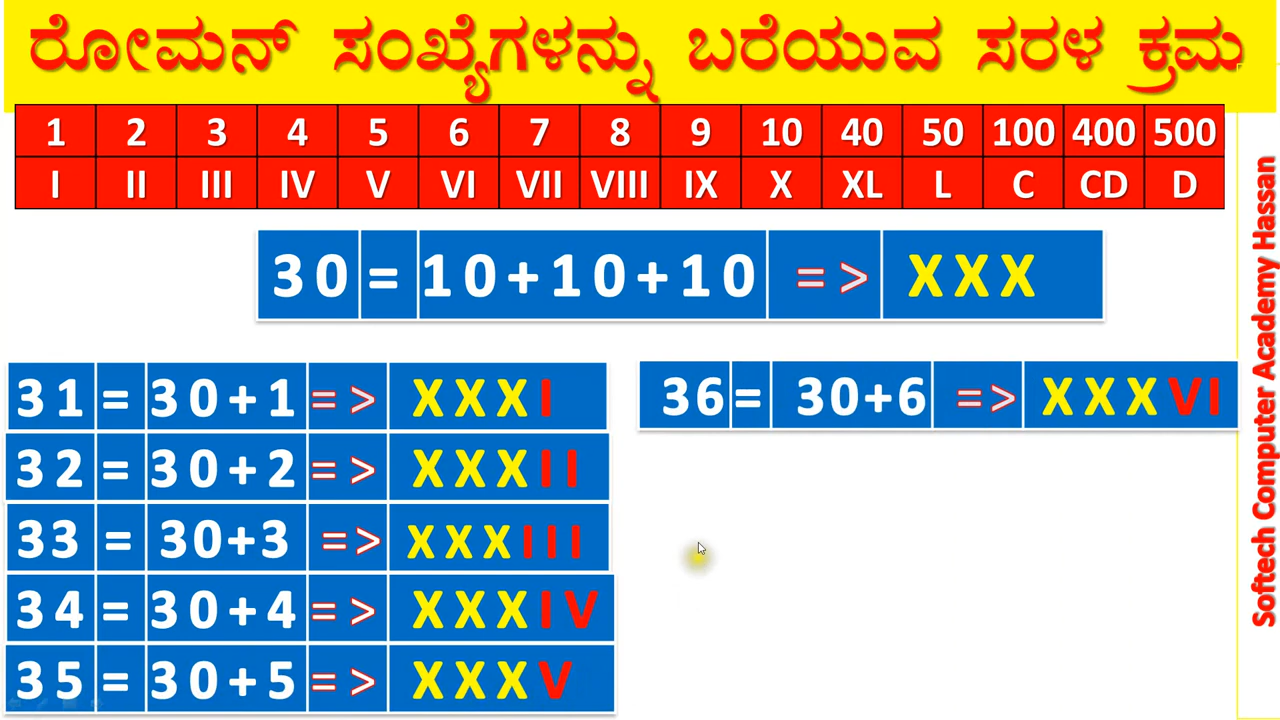 ರೋಮನ್ ಸಂಖ್ಯೆಗಳನ್ನು ಬರೆಯುವ ಸರಳ ಕ್ರಮ
1 2 3 4 5 6 7 8 9 10 40 50 100 400 500
I II III IV V VI VII VIII IX X XL L C CD D
30 = 10+10+10 => XXX
31 = 30+1 => XXXI
32 = 30+2 => XXXII
33 = 30+3 => XXXIII
34 = 30+4 => XXXIV
35 = 30+5 => XXXV
36 = 30+6 => XXXVI
Softech Computer Academy Hassan